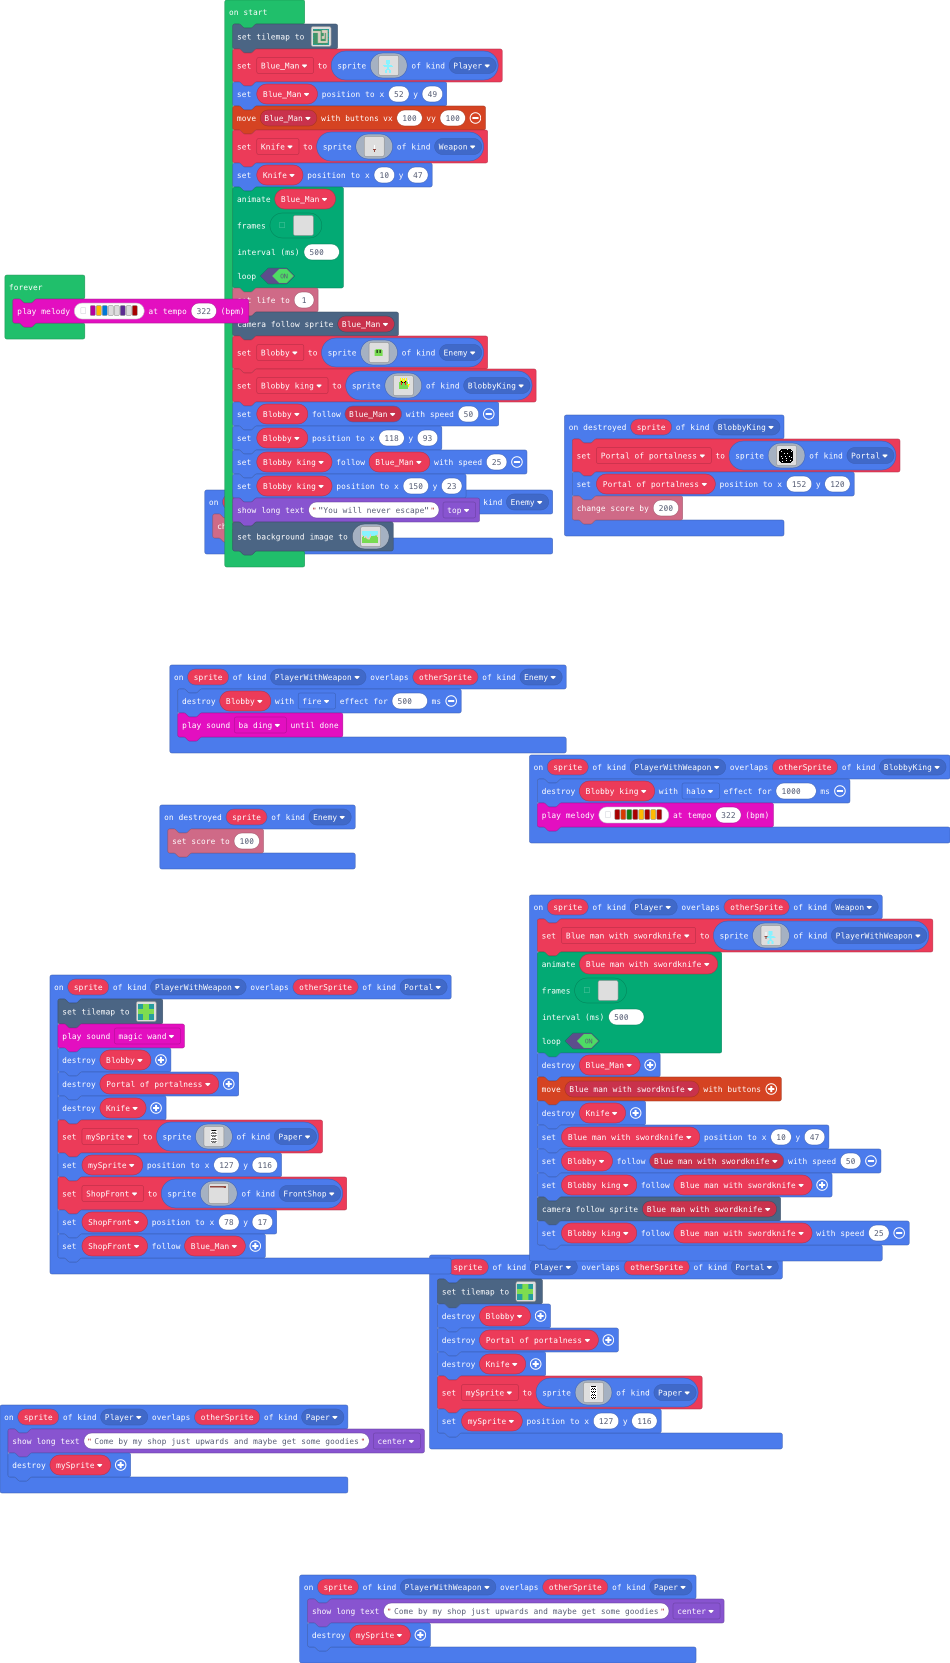 on start
set tilemap to
set Blue_Man to sprite of kind Player
set Blue_Man position to x 52 y 49
move Blue_Man with buttons vx 100 vy 100
set Knife to sprite of kind Weapon
set Knife position to x 10 y 47
animate Blue_Man
frames
interval (ms) 500
loop ON
life to 1
camera follow sprite Blue_Man
set Blobby to sprite of kind Enemy
set Blobby king to sprite of kind BlobbyKing
set Blobby follow Blue_Man with speed 50
set Blobby position to x 118 y 93
set Blobby king follow Blue_Man with speed 25
set Blobby king position to x 150 y 23
show long text ""You will never escape"" top
set background image to
forever
play melody at tempo 322 (bpm)
on kind Enemy
on destroyed sprite of kind BlobbyKing
set Portal of portalness to sprite of kind Portal
set Portal of portalness position to x 152 y 120
change score by 200
on sprite of kind PlayerWithWeapon overlaps otherSprite of kind Enemy
destroy Blobby with fire effect for 500 ms
play sound ba ding until done
on sprite of kind PlayerWithWeapon overlaps otherSprite of kind BlobbyKing
destroy Blobby king with halo effect for 1000 ms
play melody at tempo 322 (bpm)
on destroyed sprite of kind Enemy
set score to 100
on sprite of kind Player overlaps otherSprite of kind Weapon
set Blue man with swordknife to sprite of kind PlayerWithWeapon
animate Blue man with swordknife
frames
interval (ms) 500
loop ON
destroy Blue_Man
move Blue man with swordknife with buttons
destroy Knife
set Blue man with swordknife position to x 10 y 47
set Blobby follow Blue man with swordknife with speed 50
set Blobby king follow Blue man with swordknife
camera follow sprite Blue man with swordknife
set Blobby king follow Blue man with swordknife with speed 25
on sprite of kind PlayerWithWeapon overlaps otherSprite of kind Portal
set tilemap to
play sound magic wand
destroy Blobby
destroy Portal of portalness
destroy Knife
set mySprite to sprite of kind Paper
set mySprite position to x 127 y 116
set ShopFront to sprite of kind FrontShop
set ShopFront position to x 78 y 17
set ShopFront follow Blue_Man
sprite of kind Player overlaps otherSprite of kind Portal
set tilemap to
destroy Blobby
destroy Portal of portalness
destroy Knife
set mySprite to sprite of kind Paper
set mySprite position to x 127 y 116
on sprite of kind Player overlaps otherSprite of kind Paper
show long text "Come by my shop just upwards and maybe get some goodies" center
destroy mySprite
on sprite of kind PlayerWithWeapon overlaps otherSprite of kind Paper
show long text "Come by my shop just upwards and maybe get some goodies" center
destroy mySprite